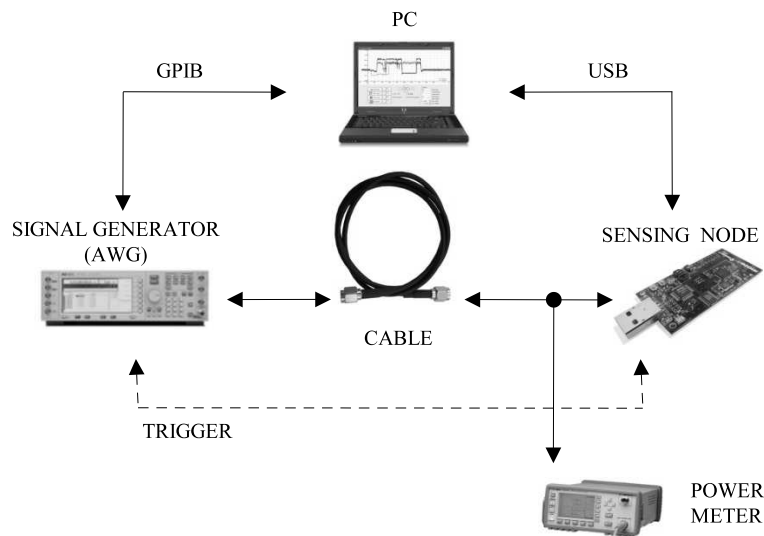 PC
GPIB
USB
SIGNAL GENERATOR
(AWG)
SENSING NODE
CABLE
TRIGGER
POWER
METER